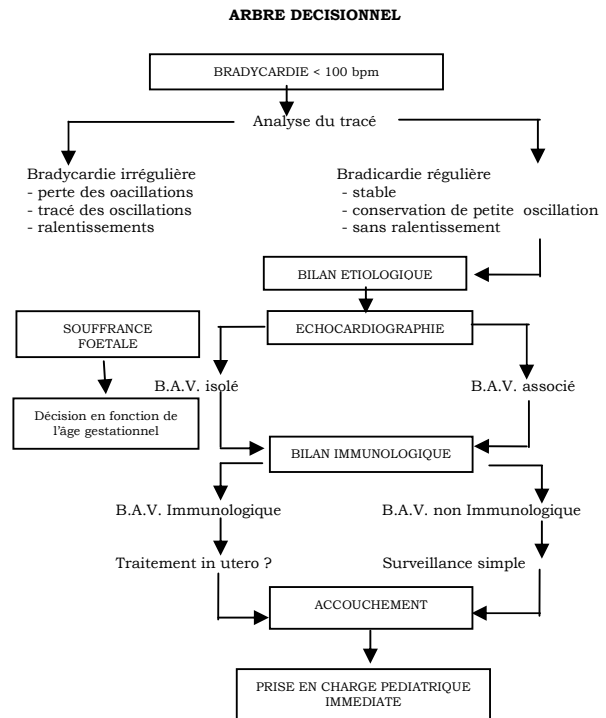 ARBRE DECISIONNEL
BRADYCARDIE < 100 bpm
Analyse du tracé
Bradycardie irrégulière
- perte des oacillations
- tracé des oscillations
- ralentissements
Bradicardie régulière
- stable
- conservation de petite oscillation
- sans ralentissement
BILAN ETIOLOGIQUE
SOUFFRANCE
FOETALE
ECHOCARDIOGRAPHIE
Décision en fonction de
l'âge gestationnel
B.A.V. isolé
B.A.V. associé
BILAN IMMUNOLOGIQUE
B.A.V. Immunologique
B.A.V. non Immunologique
Traitement in utero ?
Surveillance simple
ACCOUCHEMENT
PRISE EN CHARGE PEDIATRIQUE
IMMEDIATE